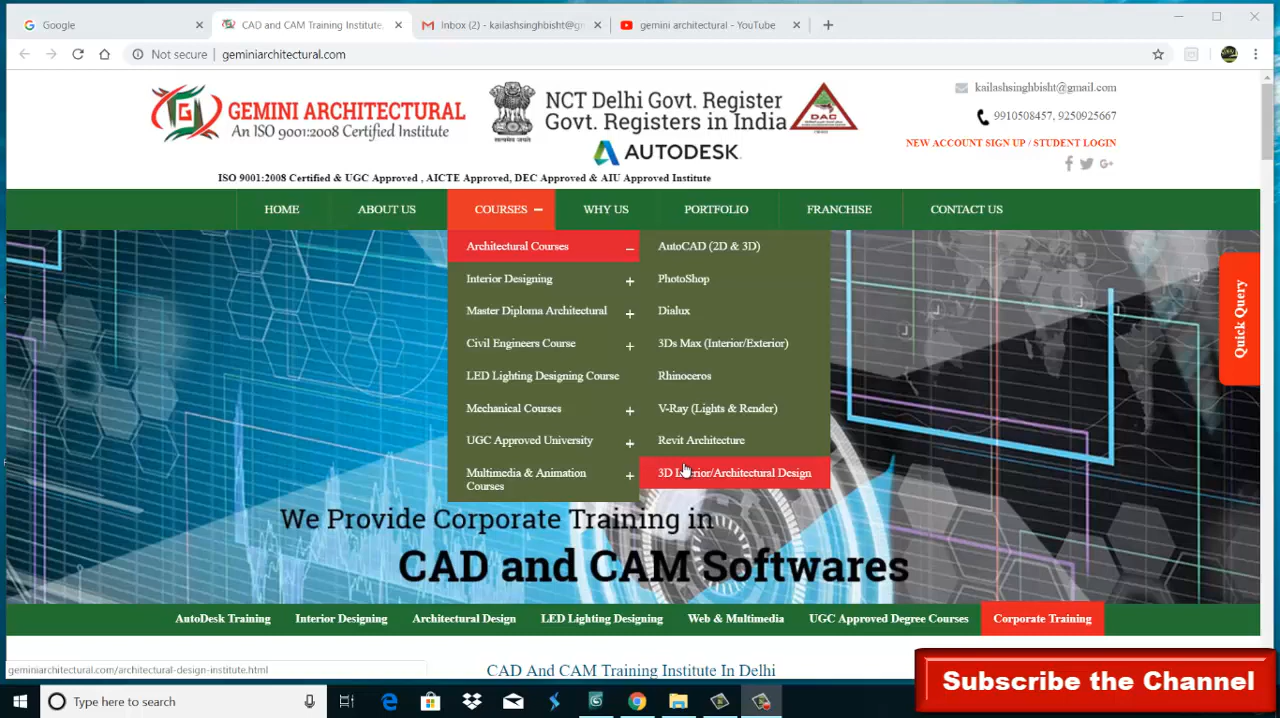 Google
CAD and CAM Training Institute
Inbox (2) - kailashsinghbisht@g
gemini architectural - YouTube
Not secure | geminiarchitectural.com
GEMINI ARCHITECTURAL
An ISO 9001:2008 Certified Institute
NCT Delhi Govt. Register
Govt. Registers in India
DAC
AUTODESK.
ISO 9001:2008 Certified & UGC Approved , AICTE Approved, DEC Approved & AIU Approved Institute
kailashsinghbisht@gmail.com
9910508457, 9250925667
NEW ACCOUNT SIGN UP / STUDENT LOGIN
HOME
ABOUT US
COURSES
WHY US
PORTFOLIO
FRANCHISE
CONTACT US
Architectural Courses
Interior Designing
Master Diploma Architectural
Civil Engineers Course
LED Lighting Designing Course
Mechanical Courses
UGC Approved University
Multimedia & Animation
Courses
AutoCAD (2D & 3D)
PhotoShop
Dialux
3Ds Max (Interior/Exterior)
Rhinoceros
V-Ray (Lights & Render)
Revit Architecture
3D Interior/Architectural Design
Quick Query
We Provide Corporate Training in
CAD and CAM Softwares
AutoDesk Training
Interior Designing
Architectural Design
LED Lighting Designing
Web & Multimedia
UGC Approved Degree Courses
Corporate Training
geminiarchitectural.com/architectural-design-institute.html
CAD And CAM Training Institute In Delhi
Subscribe the Channel
Type here to search